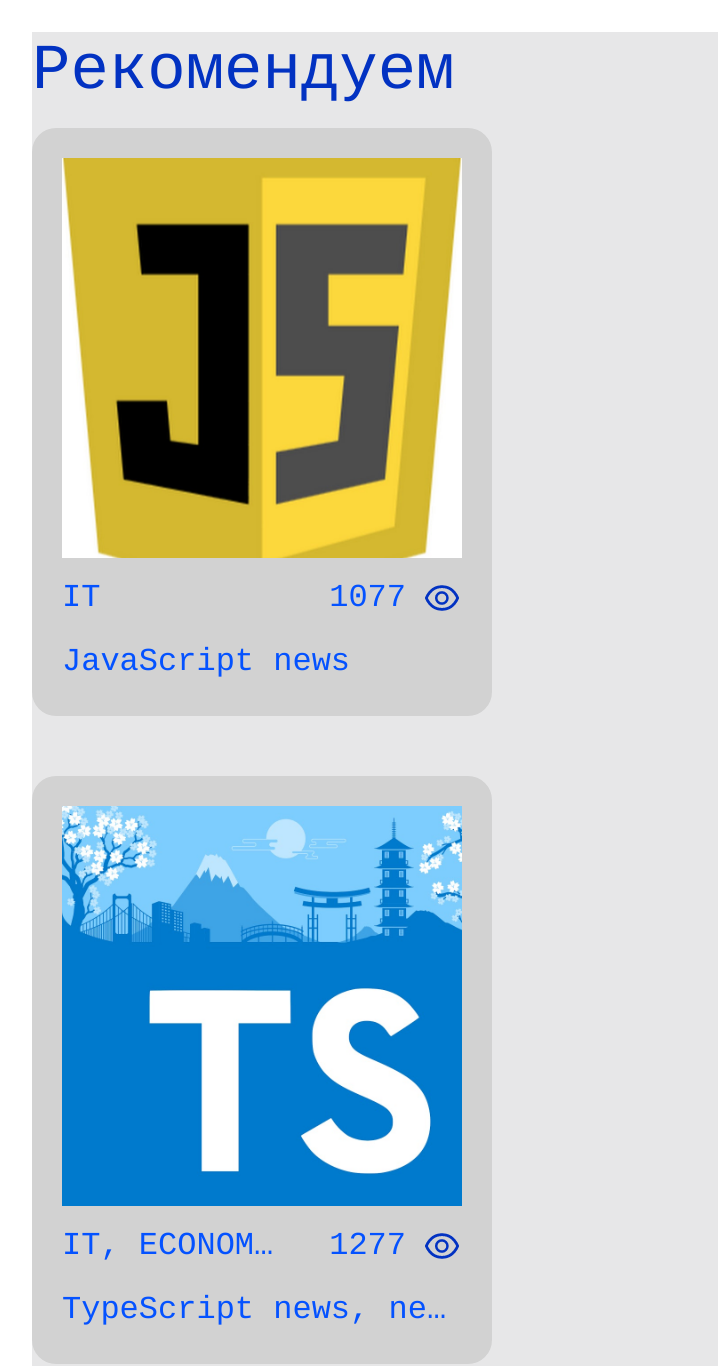 Рекомендуем
JS
IT 1077
JavaScript news
TS
IT, ECONOM… 1277
TypeScript news, ne…